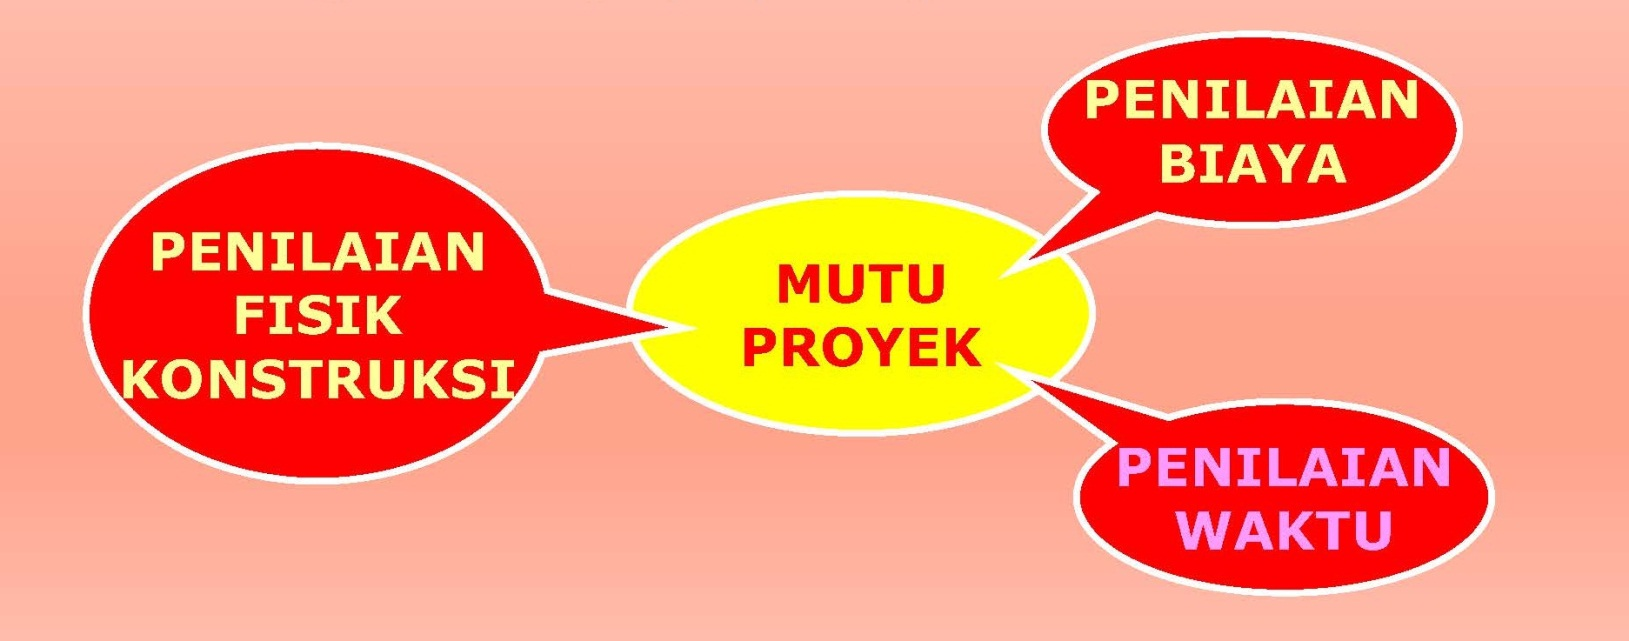 PENILAIAN
FISIK
KONSTRUKSI
MUTU
PROYEK
PENILAIAN
BIAYA
PENILAIAN
WAKTU